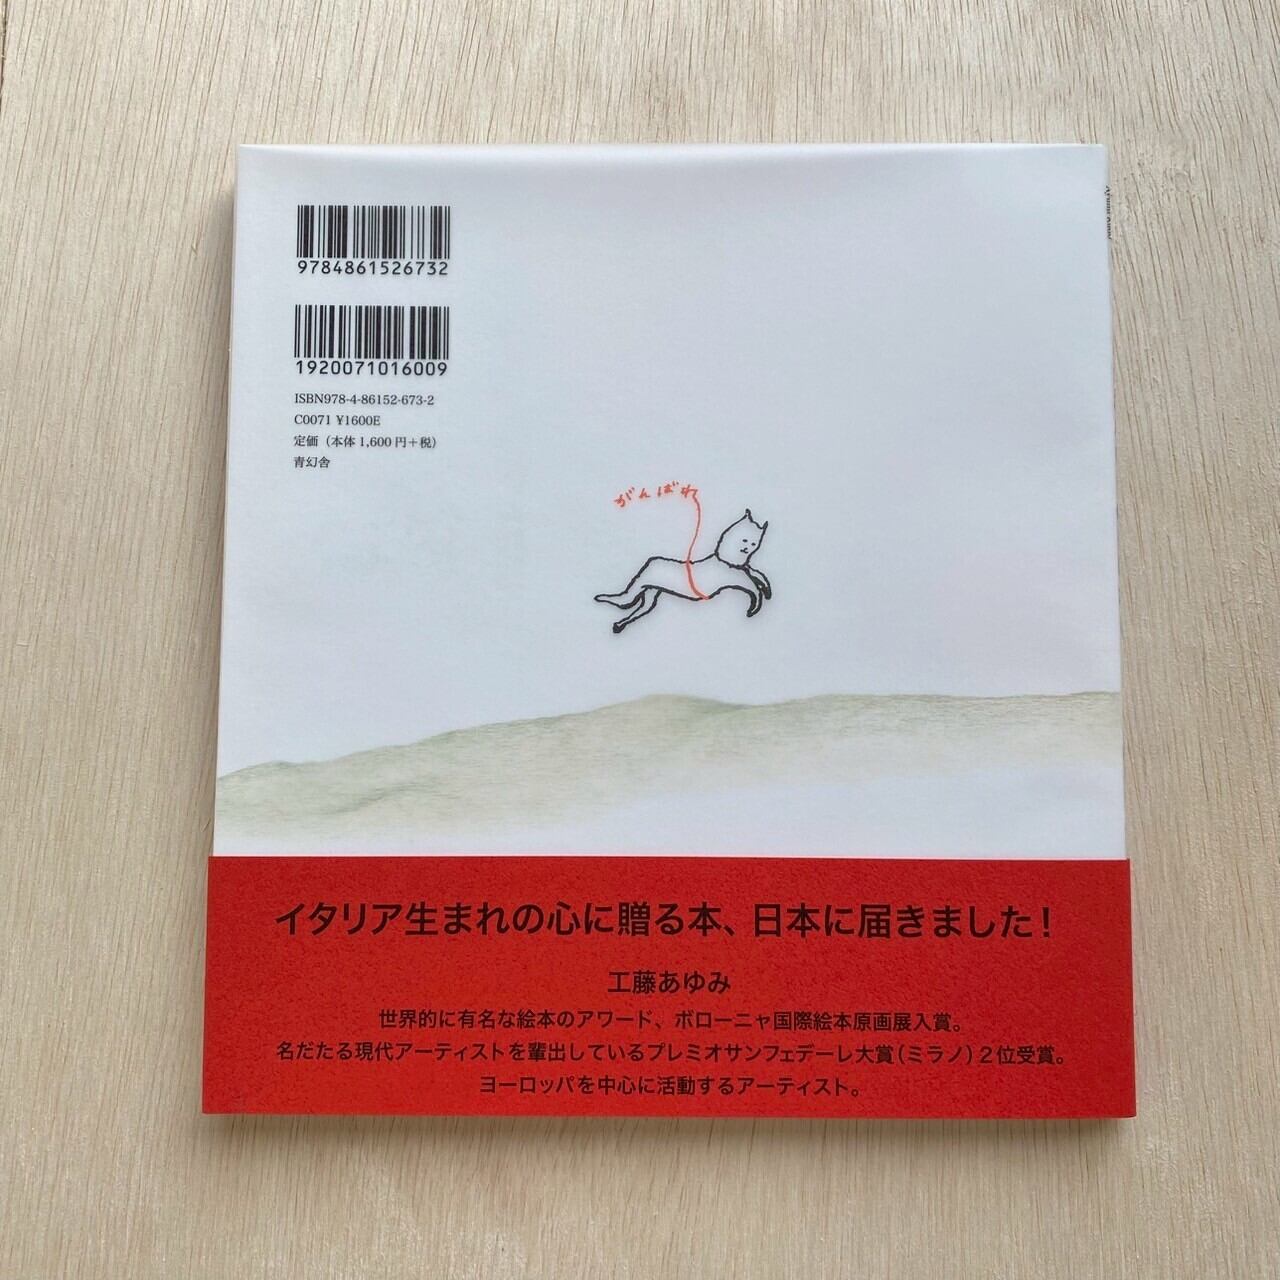 9784861526732
1920071016009
ISBN978-4-86152-673-2
C0071 ¥1600E
定価（本体 1,600 円＋税）
青幻舎
がんばれ
イタリア生まれの心に贈る本、日本に届きました！
工藤あゆみ
世界的に有名な絵本のアワード、ボローニャ国際絵本原画展入賞。
名だたる現代アーティストを輩出しているプレミオサンフェデーレ大賞（ミラノ）２位受賞。
ヨーロッパを中心に活動するアーティスト。